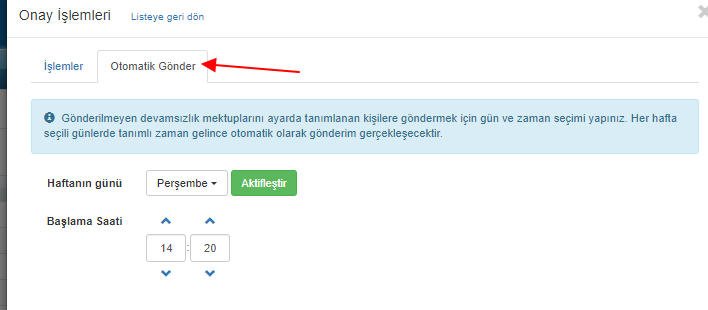 Onay İşlemleri Listeye geri dön
İşlemler Otomatik Gönder
Gönderilmeyen devamsızlık mektuplarını ayarda tanımlanan kişilere göndermek için gün ve zaman seçimi yapınız. Her hafta
seçili günlerde tanımlı zaman gelince otomatik olarak gönderim gerçekleşecektir.
Haftanın günü Perşembe Aktifleştir
Başlama Saati
14 : 20